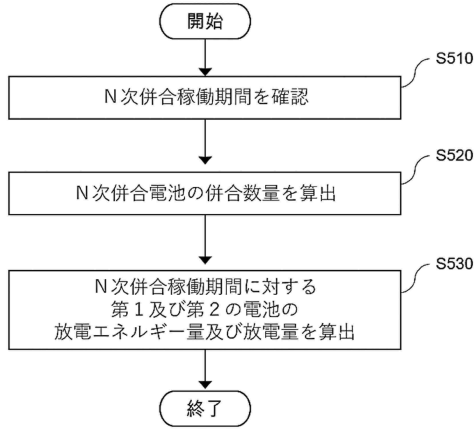 開始
S510
N次併合稼働期間を確認
S520
N次併合電池の併合数量を算出
S530
N次併合稼働期間に対する
第1及び第2の電池の
放電エネルギー量及び放電量を算出
終了